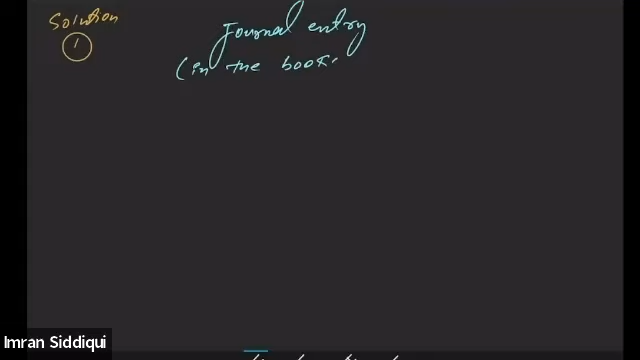 Solution
1
Journal entry
(in the book
Imran Siddiqui